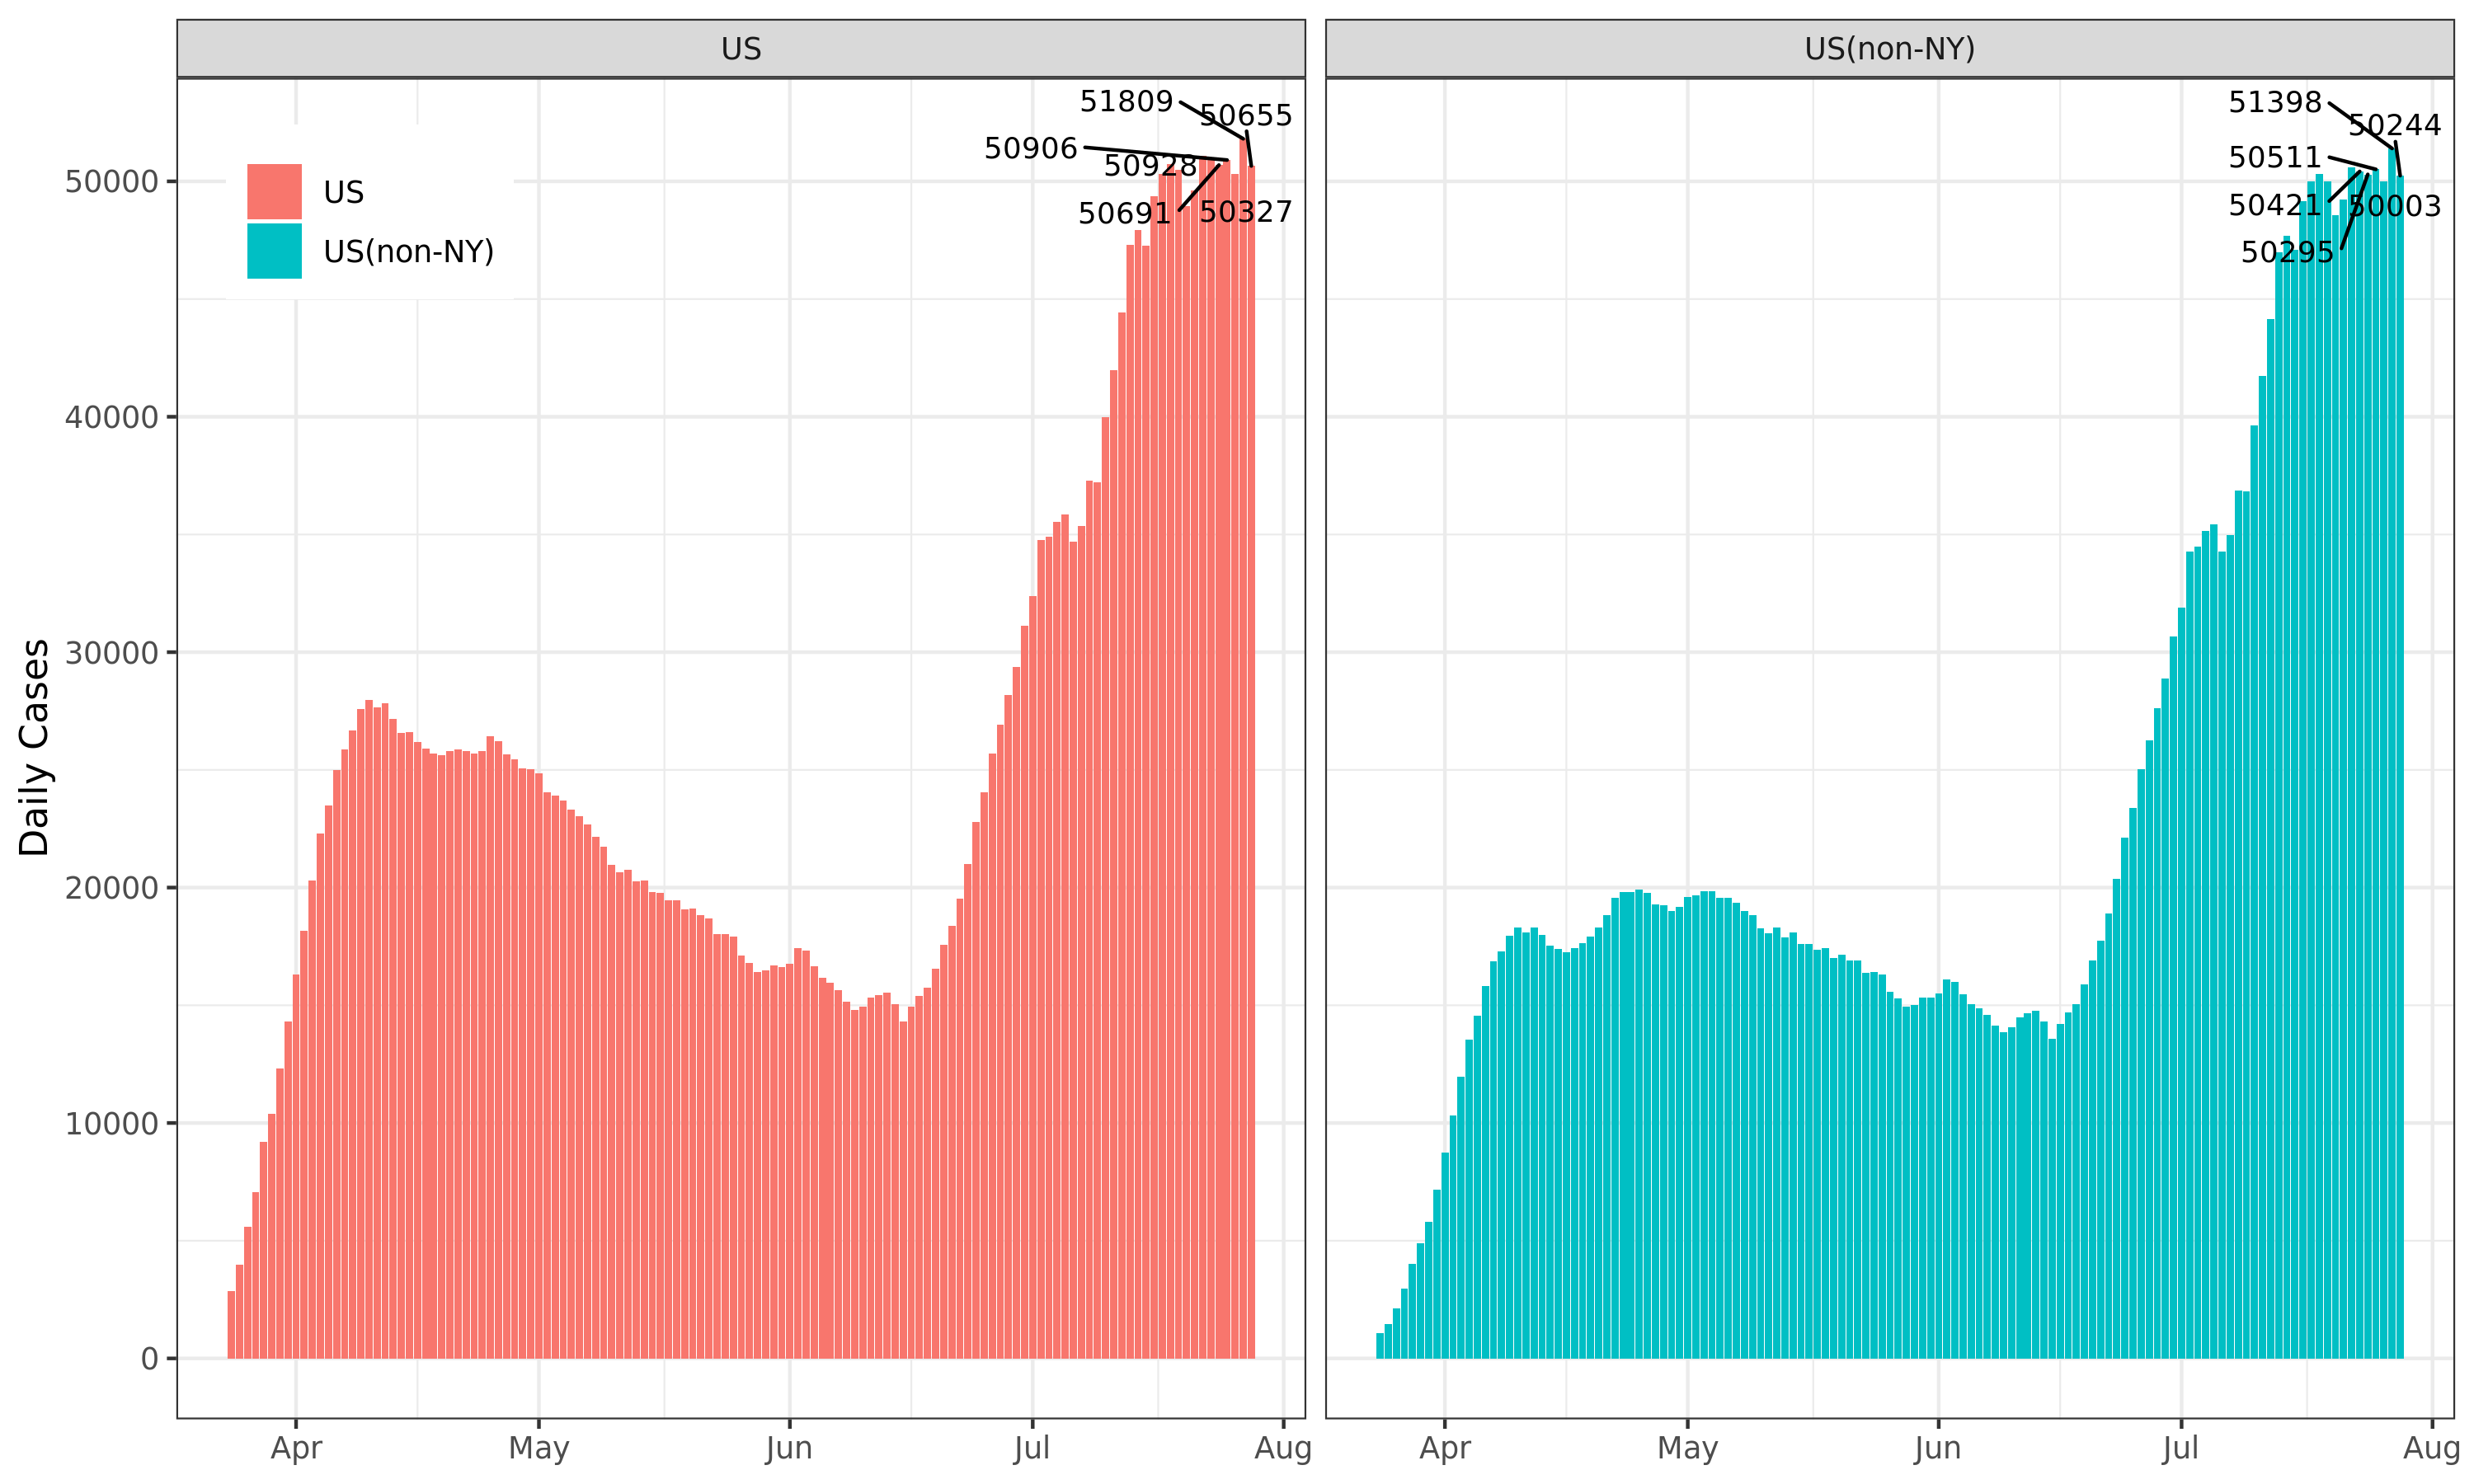 US
US(non-NY)
51809
50655
50906
50928
50691
50327
51398
50244
50511
50421
50003
50295
US
US(non-NY)
Daily Cases
50000
40000
30000
20000
10000
0
Apr
May
Jun
Jul
Aug
Apr
May
Jun
Jul
Aug